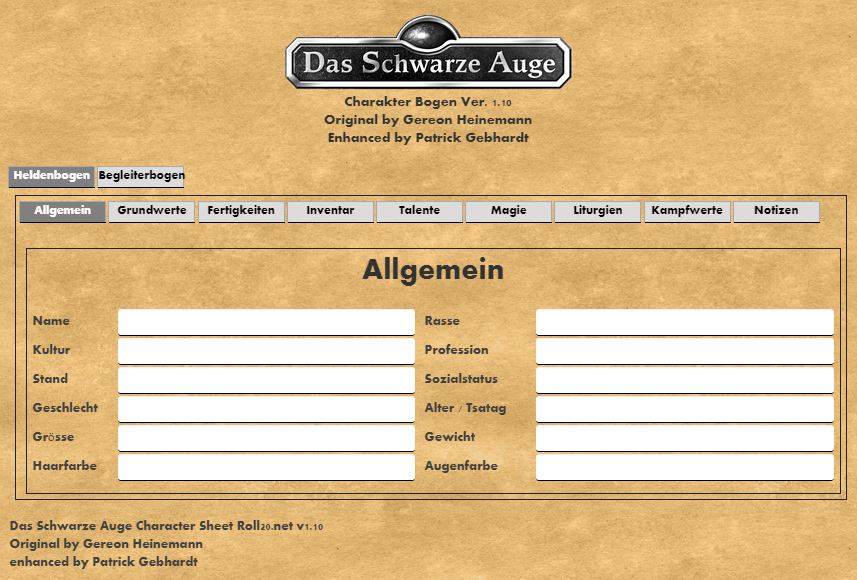 Das Schwarze Auge
Charakter Bogen Ver. 1.10
Original by Gereon Heinemann
Enhanced by Patrick Gebhardt
Heldenbogen Begleiterbogen
Allgemein Grundwerte Fertigkeiten Inventar Talente Magie Liturgien Kampfwerte Notizen
Allgemein
Name Rasse
Kultur Profession
Stand Sozialstatus
Geschlecht Alter / Tsatag
Grösse Gewicht
Haarfarbe Augenfarbe
Das Schwarze Auge Character Sheet Roll20.net v1.10
Original by Gereon Heinemann
enhanced by Patrick Gebhardt